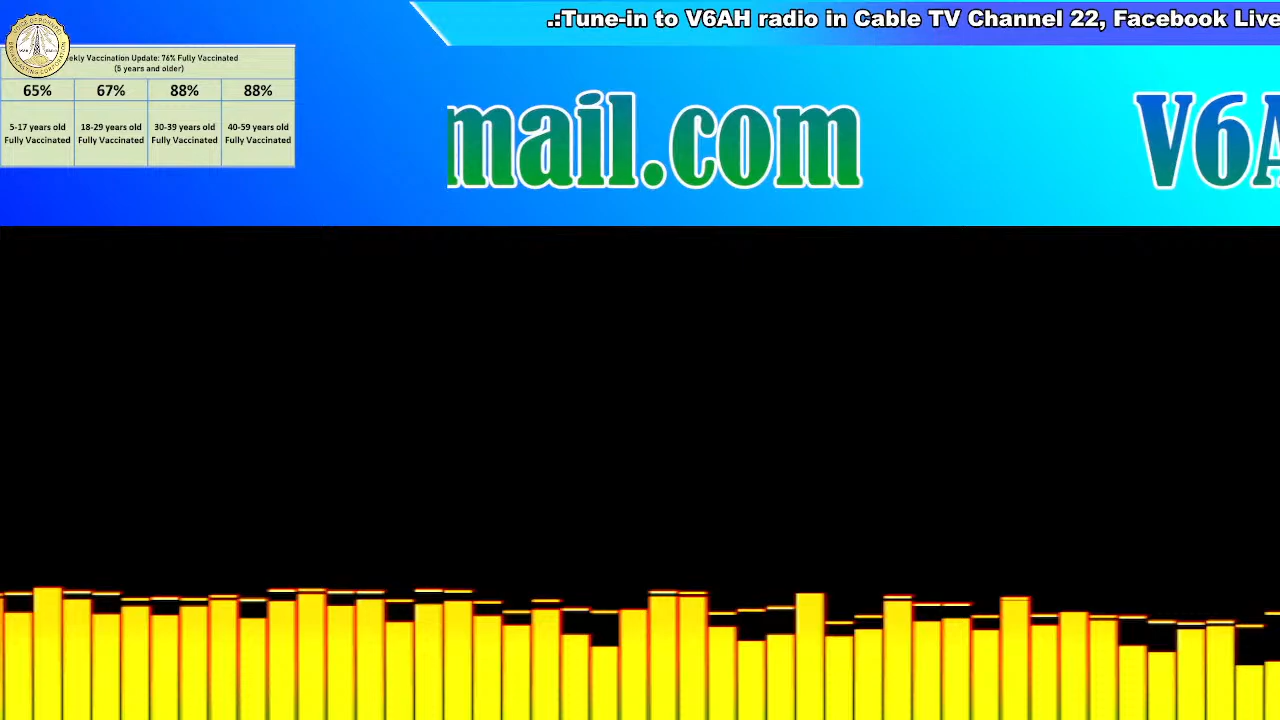 .:Tune-in to V6AH radio in Cable TV Channel 22, Facebook Live
ekly Vaccination Update: 76% Fully Vaccinated
(5 years and older)
65% 67% 88% 88%
5-17 years old 18-29 years old 30-39 years old 40-59 years old
Fully Vaccinated Fully Vaccinated Fully Vaccinated Fully Vaccinated
mail.com V6A